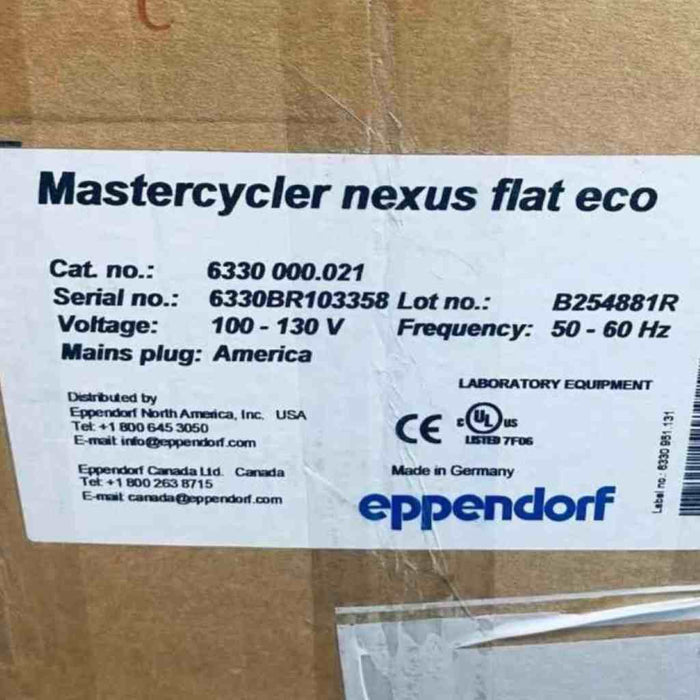 Mastercycler nexus flat eco
Cat. no.: 6330 000.021
Serial no.: 6330BR103358 Lot no.: B254881R
Voltage: 100 - 130 V Frequency: 50 - 60 Hz
Mains plug: America
LABORATORY EQUIPMENT
Distributed by
Eppendorf North America, Inc. USA
Tel: +1 800 645 3050
E-mail: info@eppendorf.com
Eppendorf Canada Ltd. Canada
Tel: +1 800 263 8715
E-mail: canada@eppendorf.com
CE
c UL us
LISTED 7F06
Made in Germany
eppendorf
Label no.: 6330 951.131